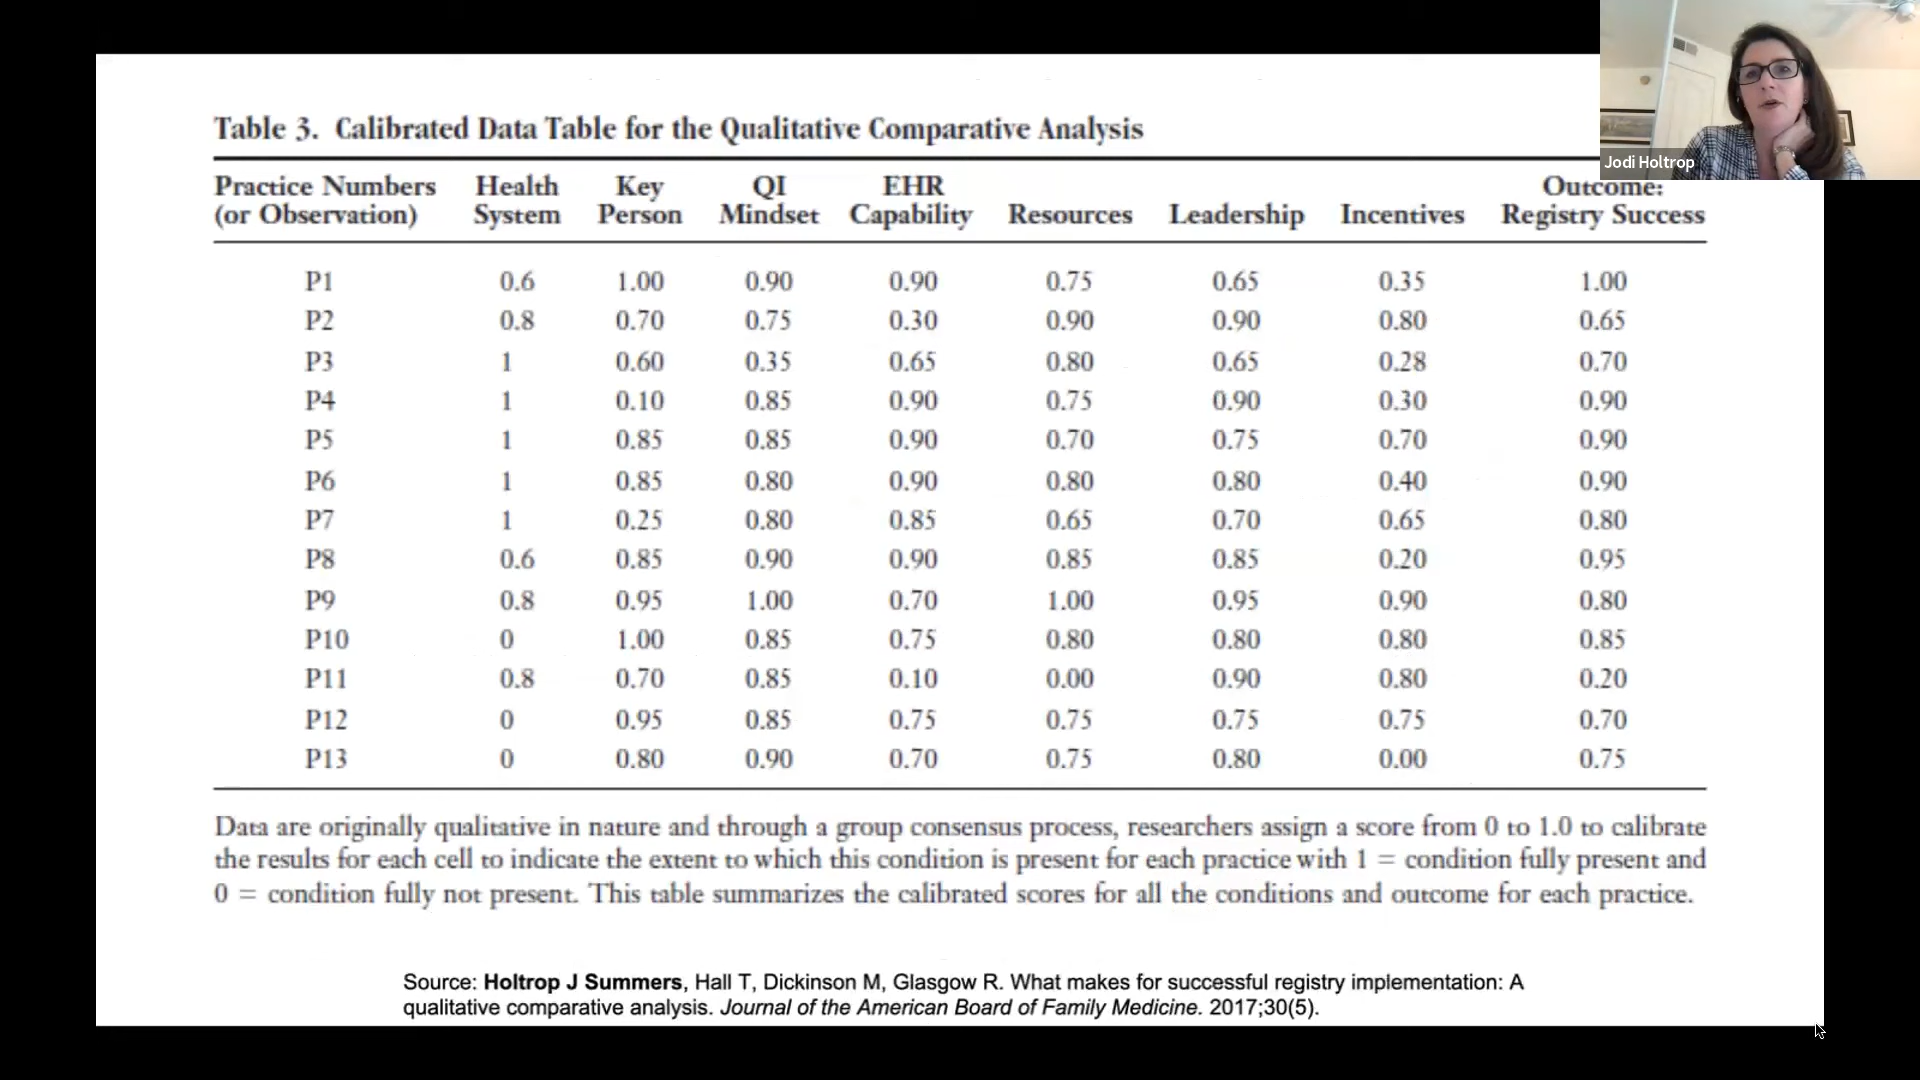 Jodi Holtrop
Table 3. Calibrated Data Table for the Qualitative Comparative Analysis
Practice Numbers (or Observation) Health System Key Person QI Mindset EHR Capability Resources Leadership Incentives Outcome: Registry Success
P1 0.6 1.00 0.90 0.90 0.75 0.65 0.35 1.00
P2 0.8 0.70 0.75 0.30 0.90 0.90 0.80 0.65
P3 1 0.60 0.35 0.65 0.80 0.65 0.28 0.70
P4 1 0.10 0.85 0.90 0.75 0.90 0.30 0.90
P5 1 0.85 0.85 0.90 0.70 0.75 0.70 0.90
P6 1 0.85 0.80 0.90 0.80 0.80 0.40 0.90
P7 1 0.25 0.80 0.85 0.65 0.70 0.65 0.80
P8 0.6 0.85 0.90 0.90 0.85 0.85 0.20 0.95
P9 0.8 0.95 1.00 0.70 1.00 0.95 0.90 0.80
P10 0 1.00 0.85 0.75 0.80 0.80 0.80 0.85
P11 0.8 0.70 0.85 0.10 0.00 0.90 0.80 0.20
P12 0 0.95 0.85 0.75 0.75 0.75 0.75 0.70
P13 0 0.80 0.90 0.70 0.75 0.80 0.00 0.75
Data are originally qualitative in nature and through a group consensus process, researchers assign a score from 0 to 1.0 to calibrate
the results for each cell to indicate the extent to which this condition is present for each practice with 1 = condition fully present and
0 = condition fully not present. This table summarizes the calibrated scores for all the conditions and outcome for each practice.
Source: Holtrop J Summers, Hall T, Dickinson M, Glasgow R. What makes for successful registry implementation: A
qualitative comparative analysis. Journal of the American Board of Family Medicine. 2017;30(5).